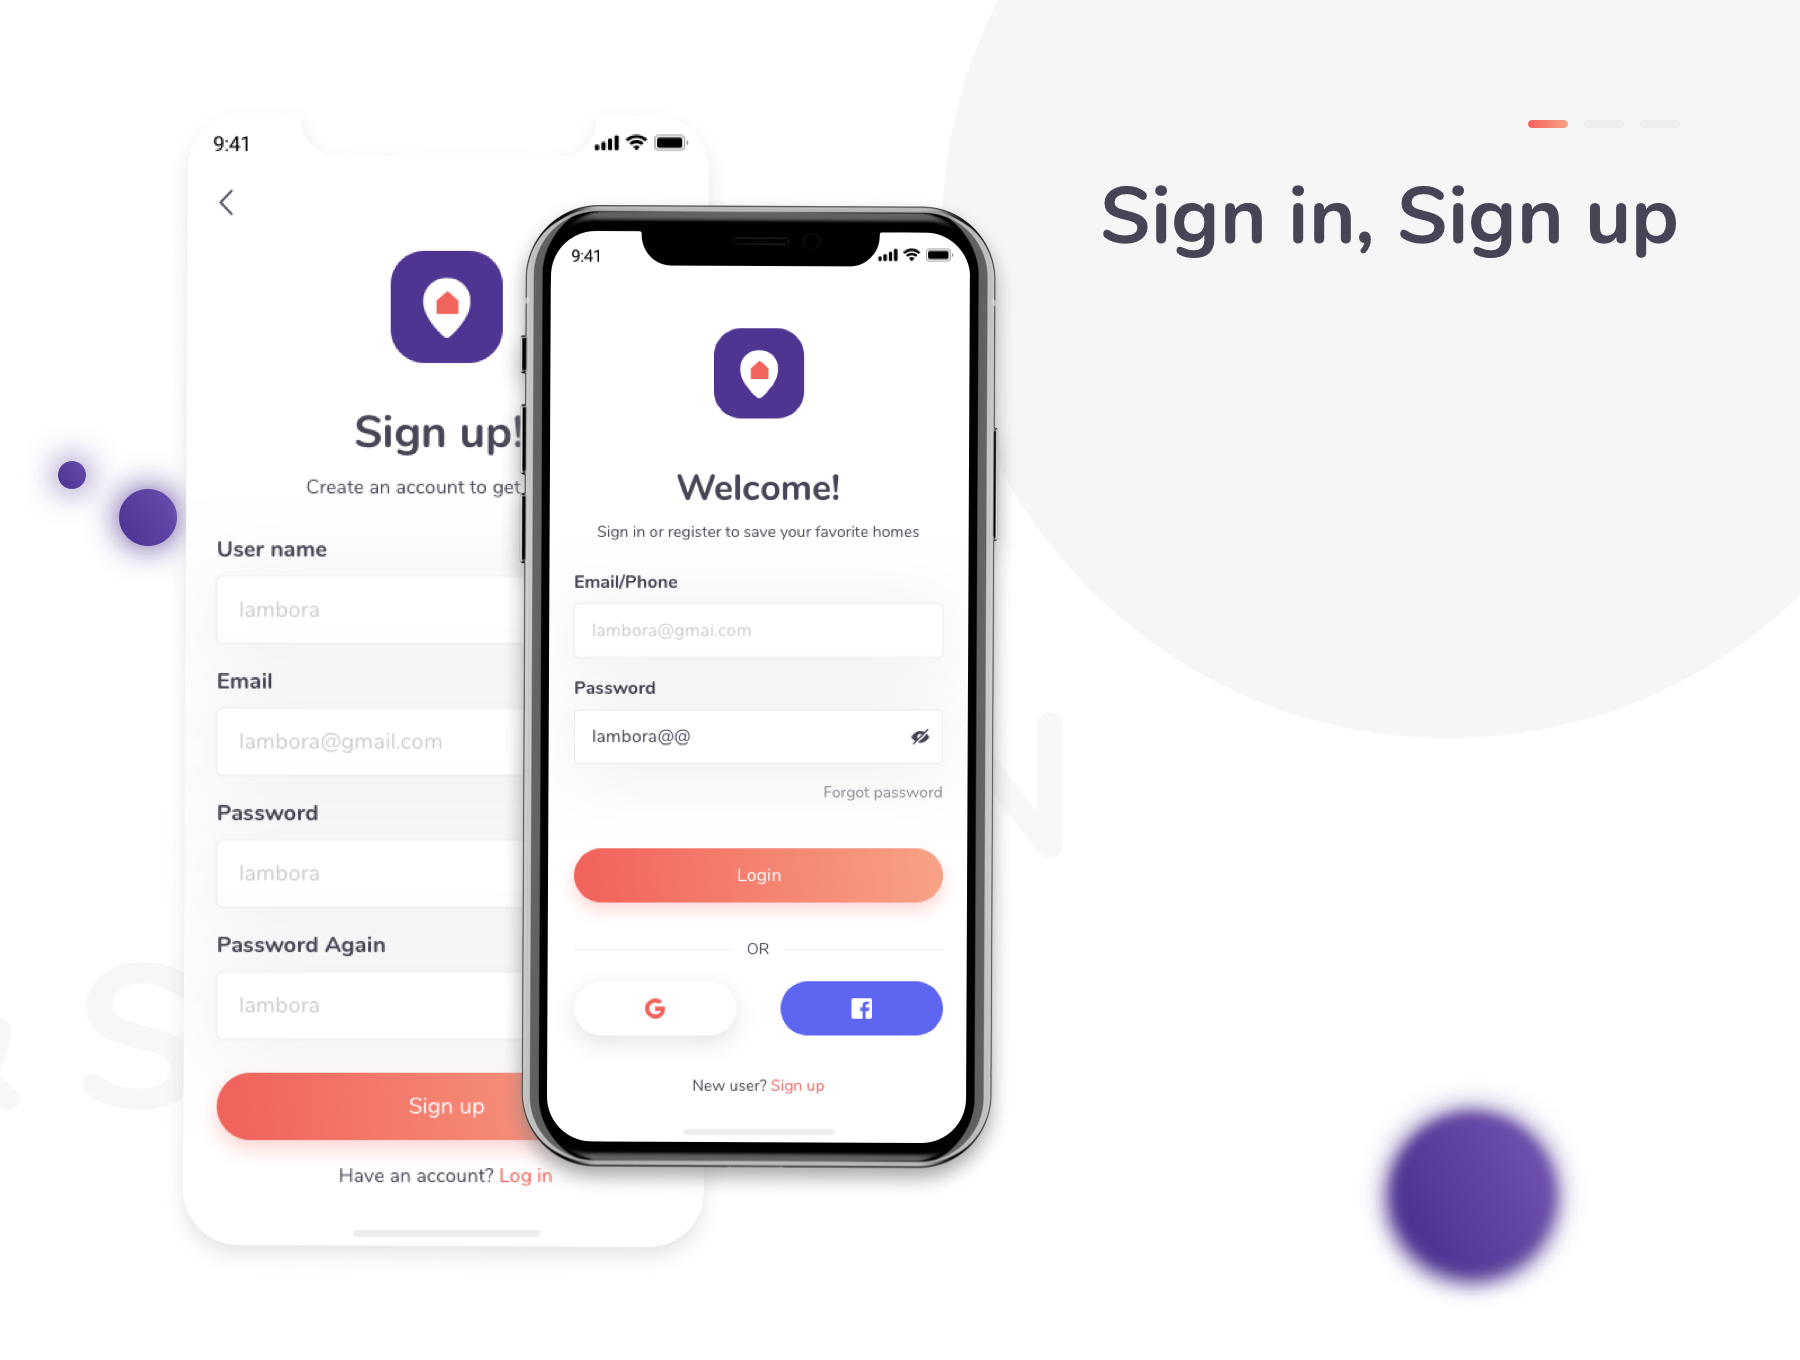 Sign in, Sign up
9:41
Sign up!
Create an account to get
User name
lambora
Email
lambora@gmail.com
Password
lambora
Password Again
lambora
Sign up
Have an account? Log in
9:41
Welcome!
Sign in or register to save your favorite homes
Email/Phone
lambora@gmai.com
Password
lambora@@
Forgot password
Login
OR
New user? Sign up
N
& S